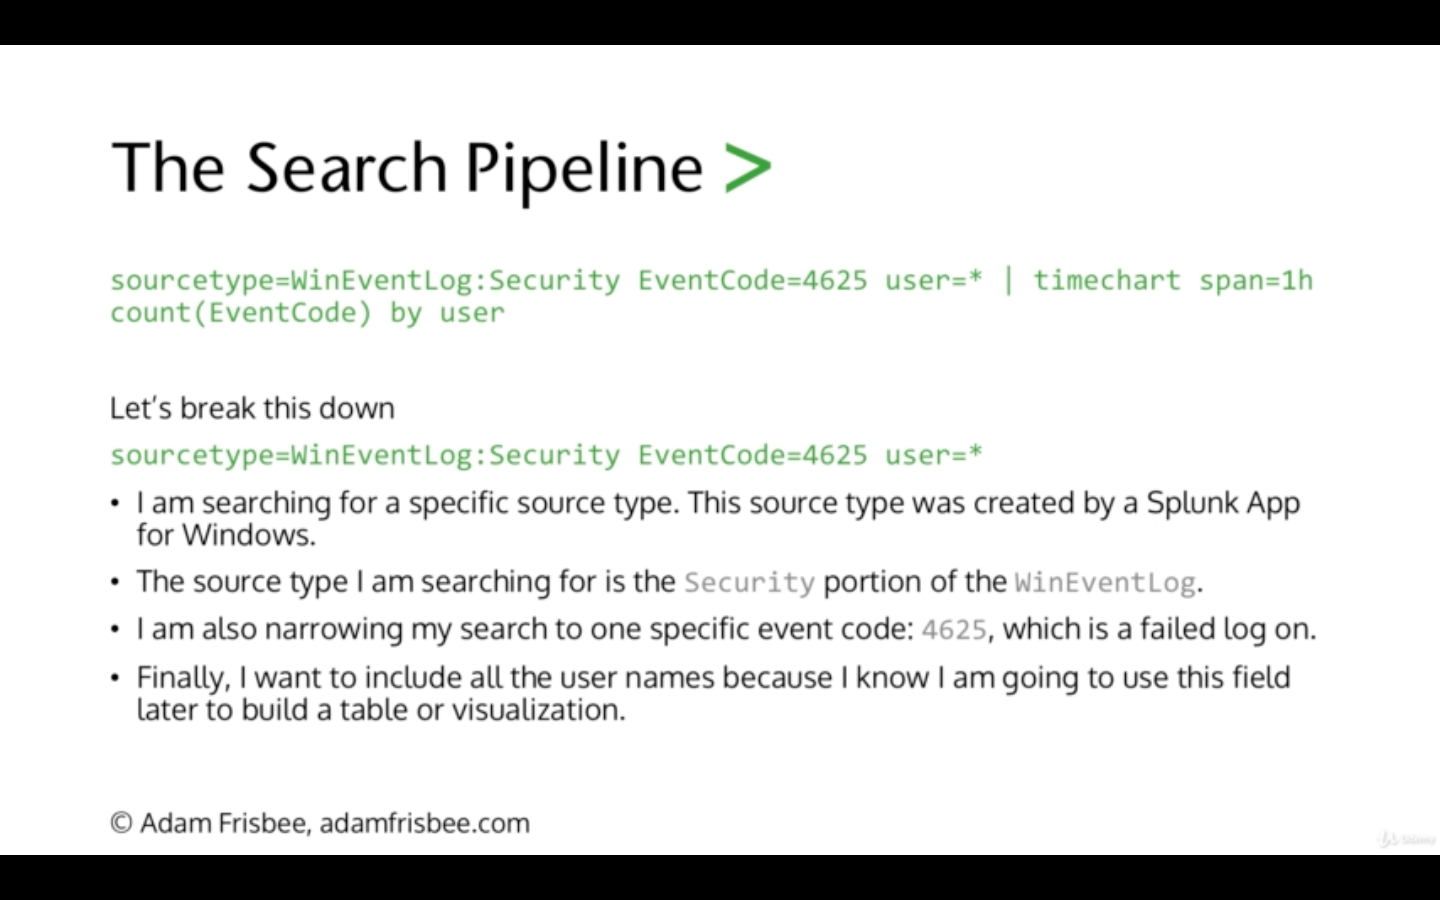 The Search Pipeline >
sourcetype=WinEventLog:Security EventCode=4625 user=* | timechart span=1h
count(EventCode) by user
Let's break this down
sourcetype=WinEventLog:Security EventCode=4625 user=*
• I am searching for a specific source type. This source type was created by a Splunk App
for Windows.
• The source type I am searching for is the Security portion of the WinEventLog.
• I am also narrowing my search to one specific event code: 4625, which is a failed log on.
• Finally, I want to include all the user names because I know I am going to use this field
later to build a table or visualization.
© Adam Frisbee, adamfrisbee.com
Udemy